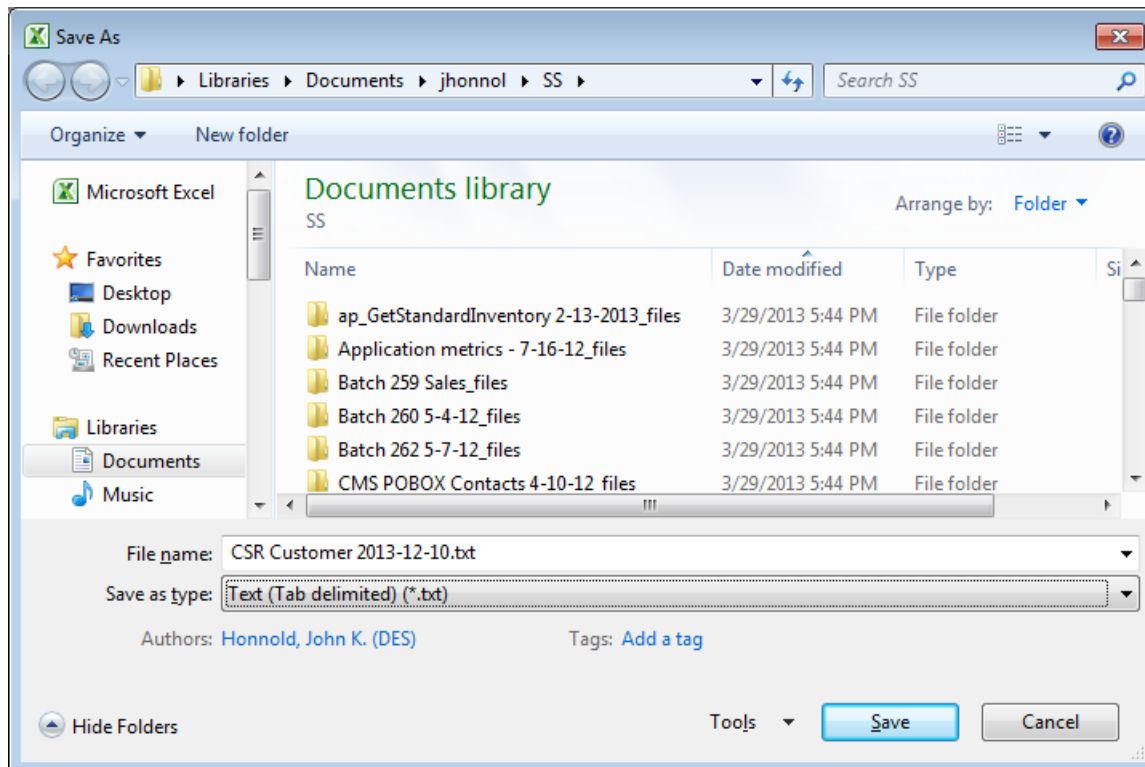 Save As
Libraries Documents jhonnol SS Search SS
Organize New folder
Microsoft Excel
Favorites
Desktop
Downloads
Recent Places
Libraries
Documents
Music
Documents library
SS
Arrange by: Folder
Name Date modified Type Si
ap_GetStandardInventory 2-13-2013_files 3/29/2013 5:44 PM File folder
Application metrics - 7-16-12_files 3/29/2013 5:44 PM File folder
Batch 259 Sales_files 3/29/2013 5:44 PM File folder
Batch 260 5-4-12_files 3/29/2013 5:44 PM File folder
Batch 262 5-7-12_files 3/29/2013 5:44 PM File folder
CMS POBOX Contacts 4-10-12_files 3/29/2013 5:44 PM File folder
File name: CSR Customer 2013-12-10.txt
Save as type: Text (Tab delimited) (*.txt)
Authors: Honnold, John K. (DES) Tags: Add a tag
Hide Folders Tools Save Cancel